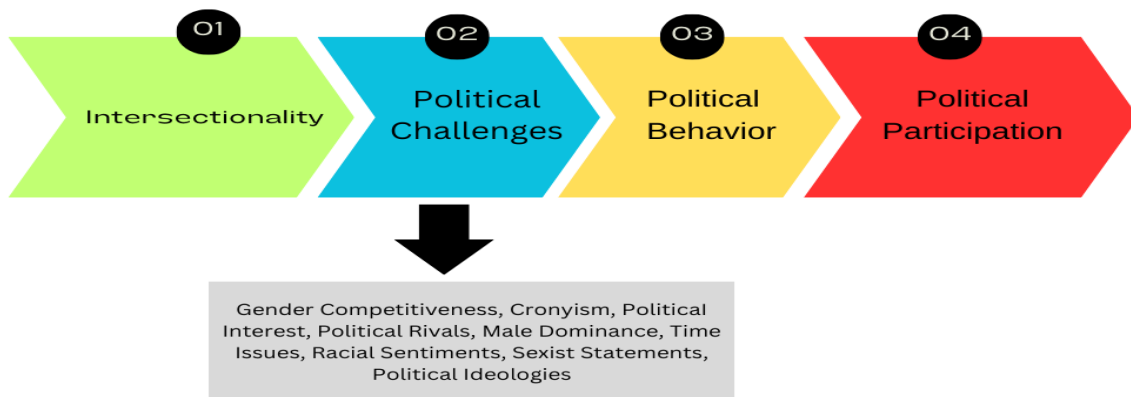 01
Intersectionality
02
Political
Challenges
03
Political
Behavior
04
Political
Participation
Gender Competitiveness, Cronyism, Political
Interest, Political Rivals, Male Dominance, Time
Issues, Racial Sentiments, Sexist Statements,
Political Ideologies